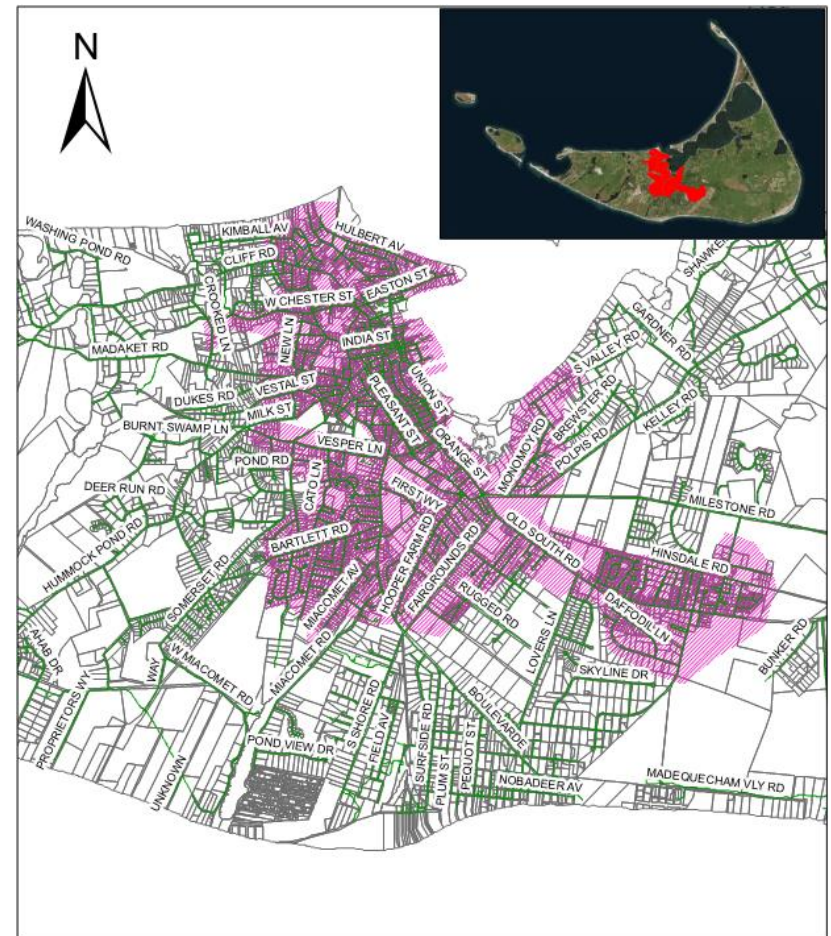 N
WASHING POND RD
KIMBALL AV
HULBERT AV
CLIFF RD
CROOKED LN
W CHESTER ST
EASTON ST
SHAWKE
GARDNER RD
MADAKET RD
NEW LN
INDIA ST
UNION ST
S VALLEY RD
DUKES RD
VESTAL ST
PLEASANT ST
BREWSTER RD
KELLEY RD
MILK ST
BURNT SWAMP LN
VESPER LN
ORANGE ST
MONOMOY RD
POLPIS RD
POND RD
CATO LN
DEER RUN RD
FIRST WY
MILESTONE RD
OLD SOUTH RD
BARTLETT RD
HOOPER FARM RD
FAIRGROUNDS RD
HINSDALE RD
HUMMOCK POND RD
SOMERSET RD
MIACOMET AV
RUGGED RD
DAFFODIL LN
LOVERS LN
BUNKER RD
AHAB DR
W MIACOMET RD
MIACOMET RD
SKYLINE DR
PROPRIETORS WY
WAY
S SHORE RD
BOULEVARDE
POND VIEW DR
FIELD AV
SURFSIDE RD
PLUM ST
PEQUOT ST
UNKNOWN
NOBADEER AV
MADEQUECHAM VLY RD